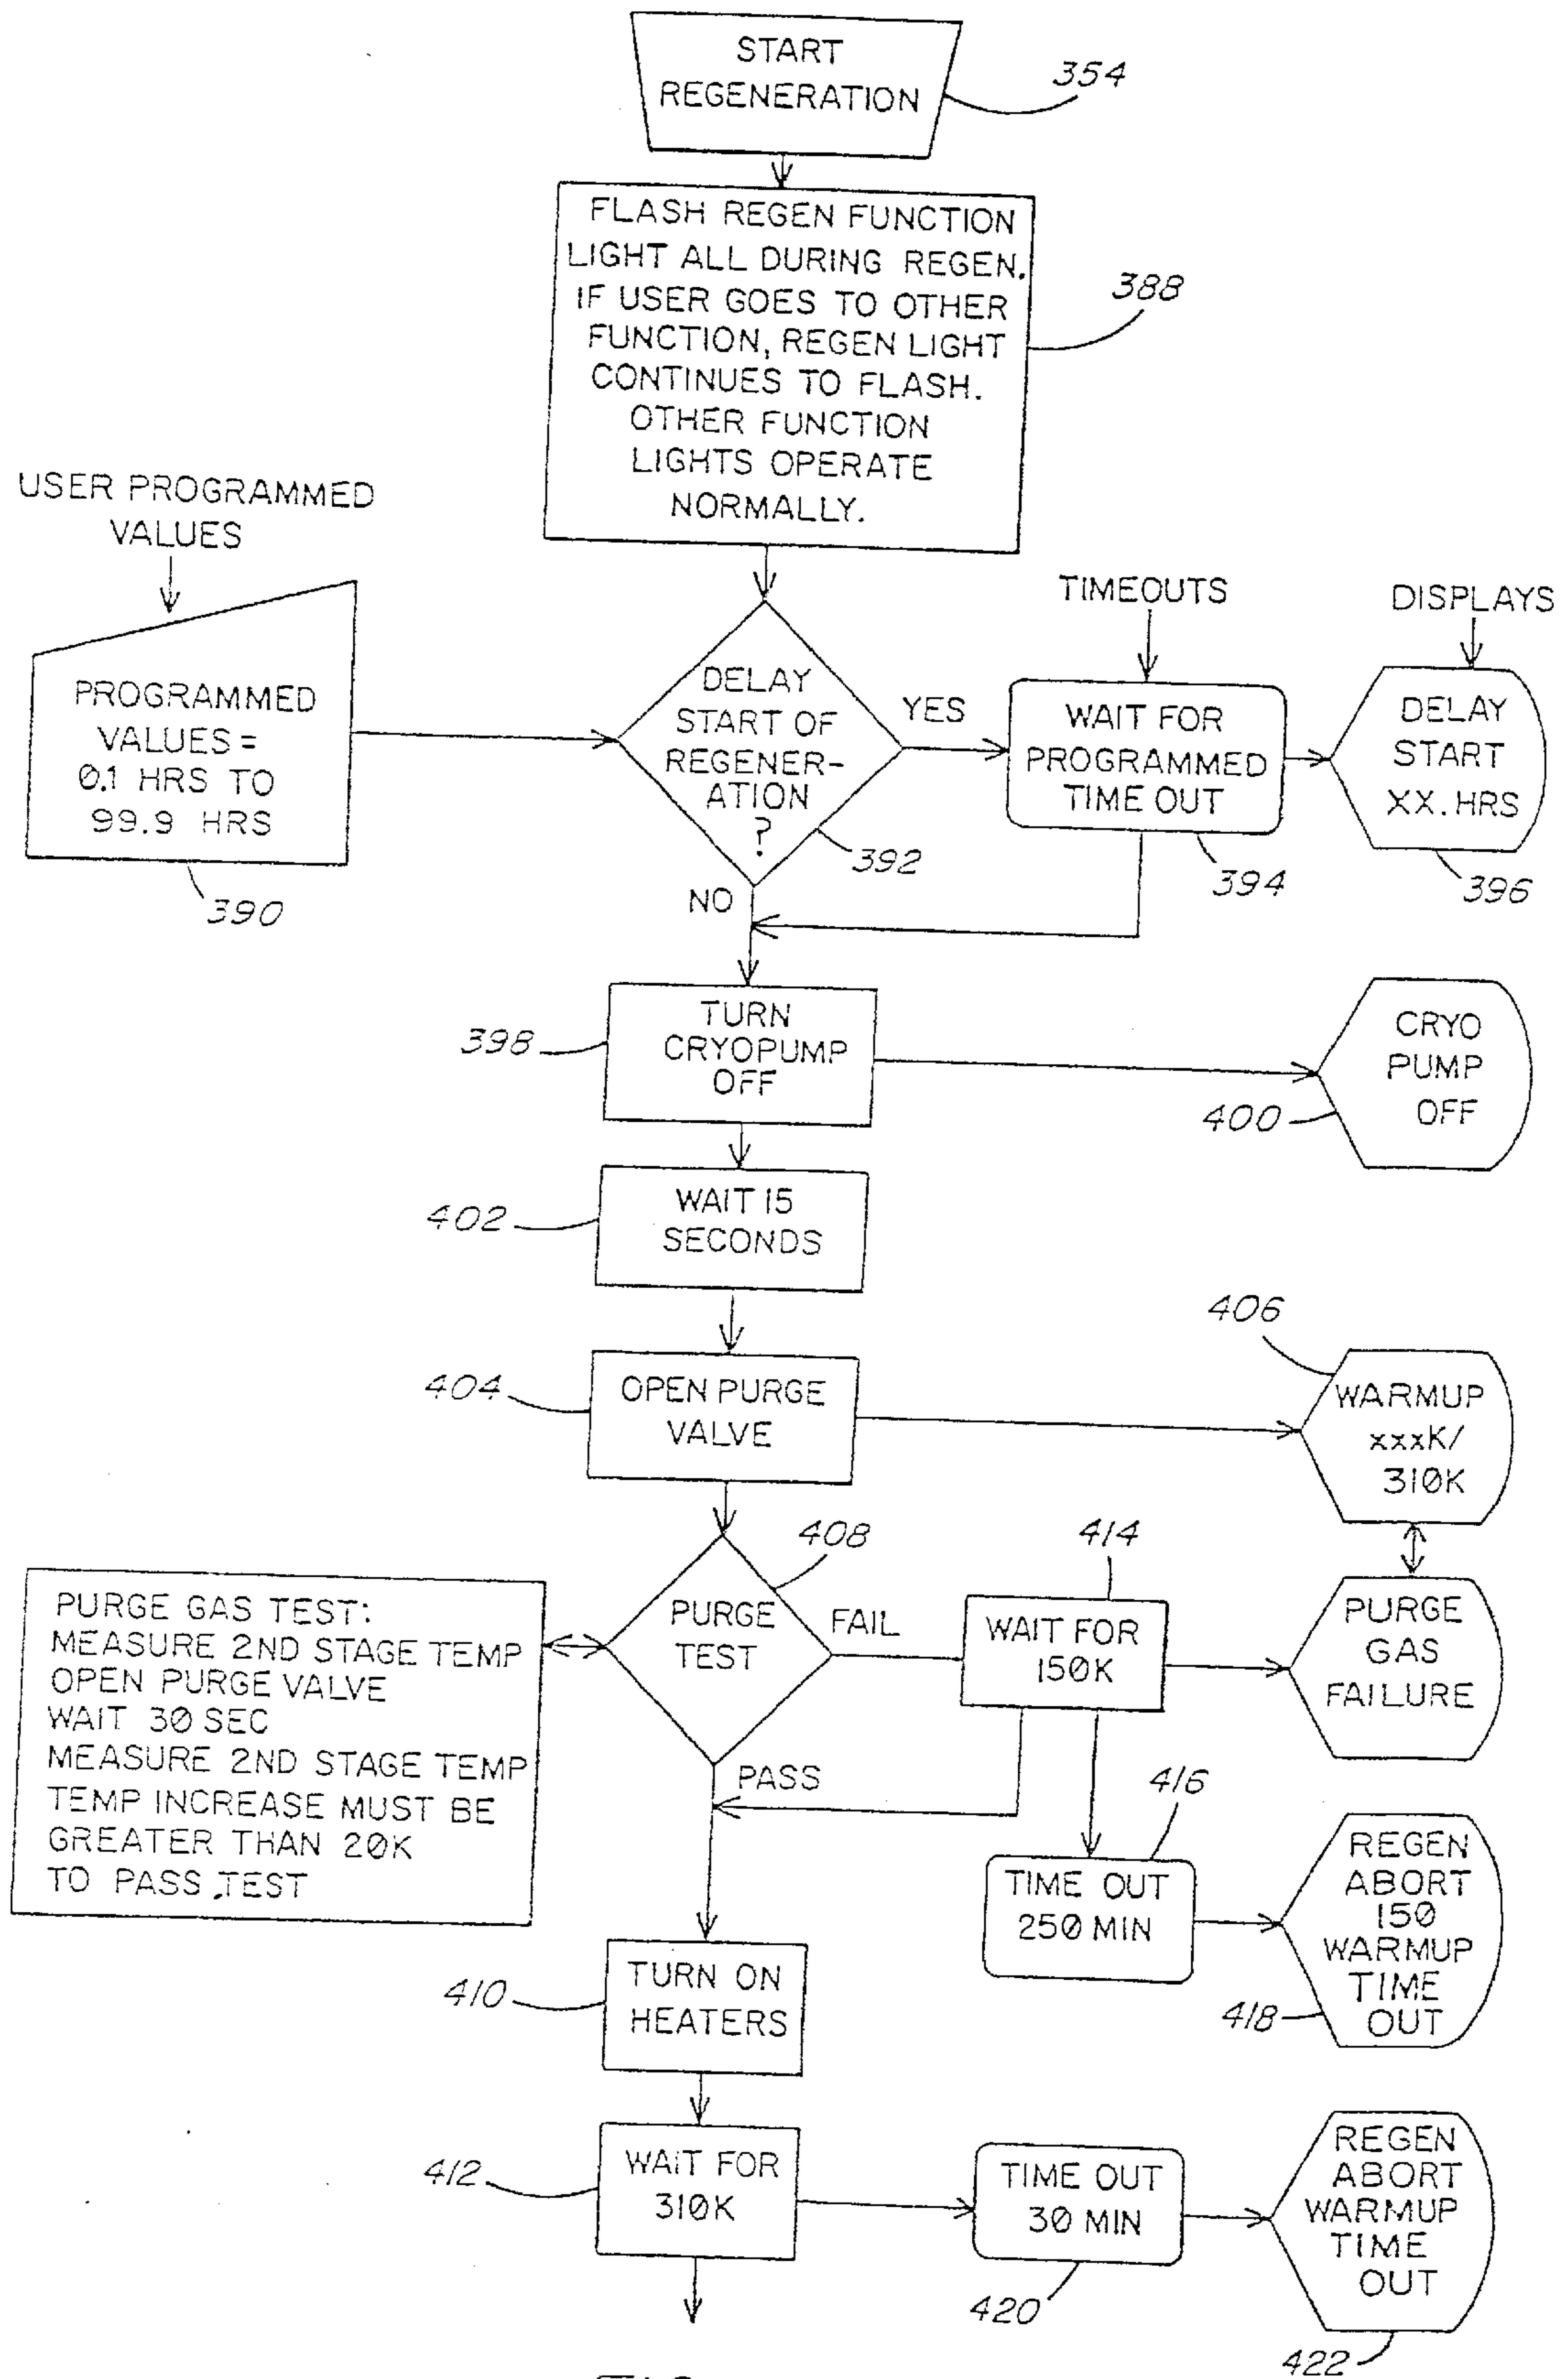 START
REGENERATION
354
FLASH REGEN FUNCTION
LIGHT ALL DURING REGEN.
IF USER GOES TO OTHER
FUNCTION, REGEN LIGHT
CONTINUES TO FLASH.
OTHER FUNCTION
LIGHTS OPERATE
NORMALLY.
388
USER PROGRAMMED
VALUES
PROGRAMMED
VALUES =
0.1 HRS TO
99.9 HRS
390
DELAY
START OF
REGENER-
ATION
?
392
YES
NO
TIMEOUTS
WAIT FOR
PROGRAMMED
TIME OUT
394
DISPLAYS
DELAY
START
XX.HRS
396
TURN
CRYOPUMP
OFF
398
CRYO
PUMP
OFF
400
WAIT 15
SECONDS
402
OPEN PURGE
VALVE
404
406
WARMUP
xxxK/
310K
PURGE GAS TEST:
MEASURE 2ND STAGE TEMP
OPEN PURGE VALVE
WAIT 30 SEC
MEASURE 2ND STAGE TEMP
TEMP INCREASE MUST BE
GREATER THAN 20K
TO PASS.TEST
408
PURGE
TEST
FAIL
PASS
414
WAIT FOR
150K
PURGE
GAS
FAILURE
416
TIME OUT
250 MIN
REGEN
ABORT
150
WARMUP
TIME
OUT
418
TURN ON
HEATERS
410
WAIT FOR
310K
412
TIME OUT
30 MIN
420
REGEN
ABORT
WARMUP
TIME
OUT
422